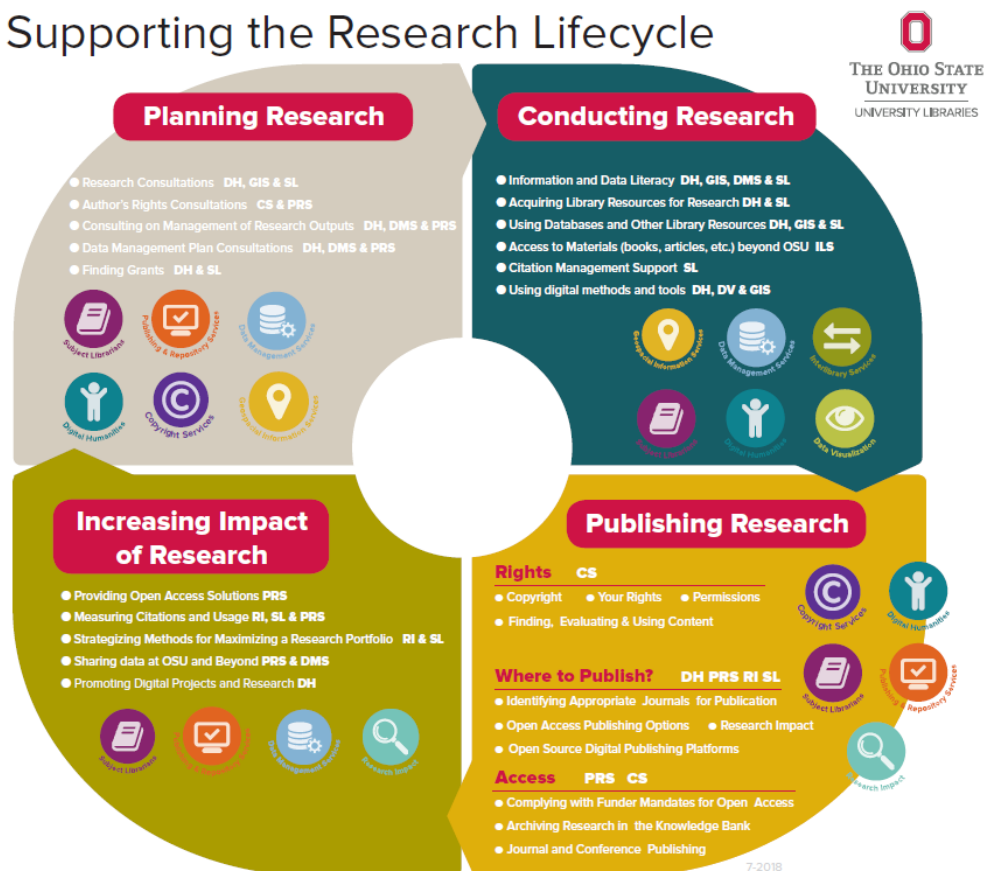 Supporting the Research Lifecycle
THE OHIO STATE
UNIVERSITY
UNIVERSITY LIBRARIES
Planning Research
● Research Consultations DH, GIS & SL
● Author's Rights Consultations CS & PRS
● Consulting on Management of Research Outputs DH, DMS & PRS
● Data Management Plan Consultations DH, DMS & PRS
● Finding Grants DH & SL
Subject Librarians
Publishing & Repository Services
Data Management Services
Digital Humanities
Copyright Services
Geospacial Information Services
Conducting Research
● Information and Data Literacy DH, GIS, DMS & SL
● Acquiring Library Resources for Research DH & SL
● Using Databases and Other Library Resources DH, GIS & SL
● Access to Materials (books, articles, etc.) beyond OSU ILS
● Citation Management Support SL
● Using digital methods and tools DH, DV & GIS
Geospacial Information Services
Data Management Services
Interlibrary Services
Subject Librarians
Digital Humanities
Data Visualization
Increasing Impact
of Research
● Providing Open Access Solutions PRS
● Measuring Citations and Usage RI, SL & PRS
● Strategizing Methods for Maximizing a Research Portfolio RI & SL
● Sharing data at OSU and Beyond PRS & DMS
● Promoting Digital Projects and Research DH
Subject Librarians
Publishing & Repository Services
Data Management Services
Research Impact
Publishing Research
Rights CS
● Copyright ● Your Rights ● Permissions
● Finding, Evaluating & Using Content
Where to Publish? DH PRS RI SL
● Identifying Appropriate Journals for Publication
● Open Access Publishing Options ● Research Impact
● Open Source Digital Publishing Platforms
Access PRS CS
● Complying with Funder Mandates for Open Access
● Archiving Research in the Knowledge Bank
● Journal and Conference Publishing
Copyright Services
Digital Humanities
Subject Librarians
Publishing & Repository Services
Research Impact
7-2018